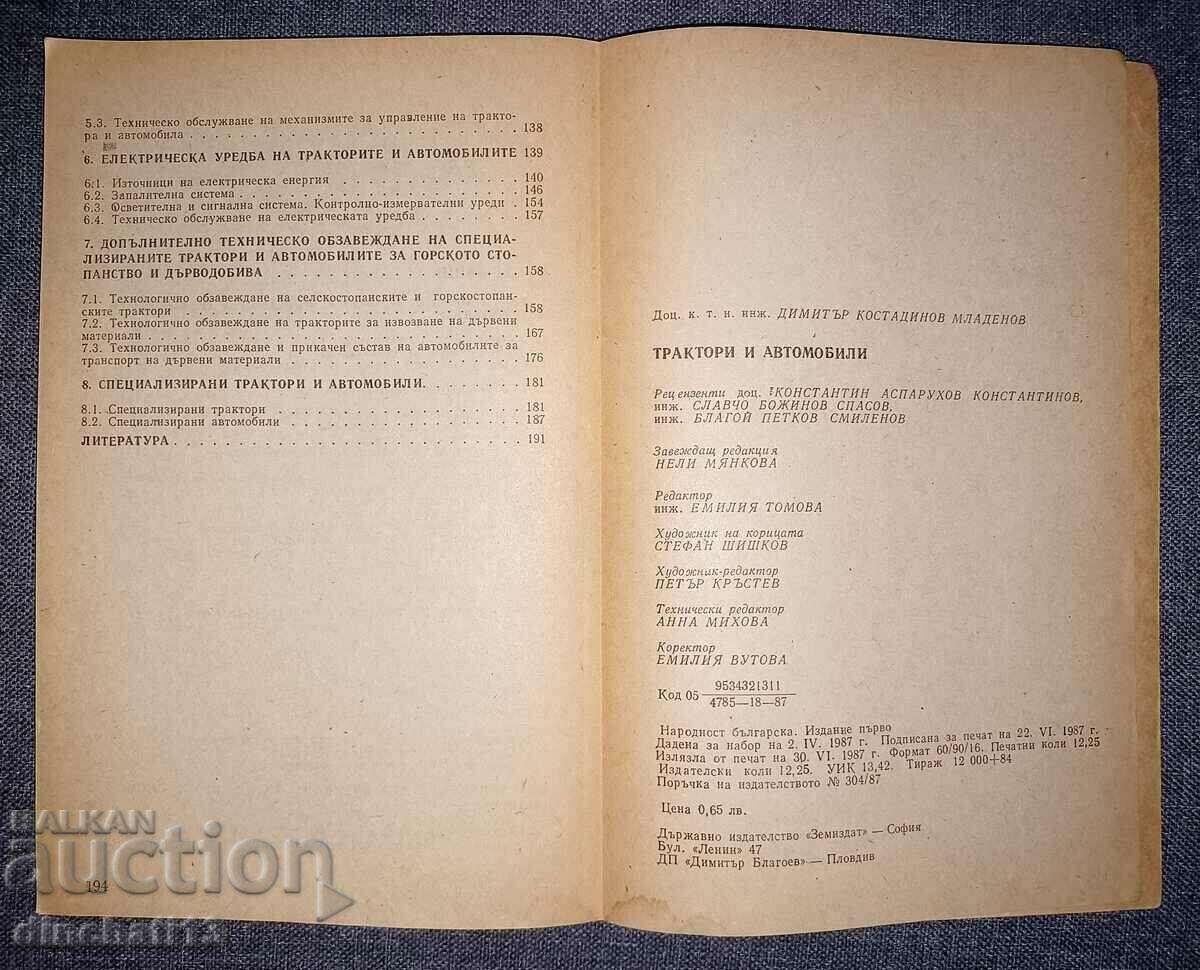 5.3. Техническо обслужване на механизмите за управление на тракто-
ра и автомобила . . . . . . . . . . . . . . . . . . . . . . . . 138
6. ЕЛЕКТРИЧЕСКА УРЕДБА НА ТРАКТОРИТЕ И АВТОМОБИЛИТЕ 139
6.1. Източници на електрическа енергия . . . . . . . . . . . . . . 140
6.2. Запалителна система . . . . . . . . . . . . . . . . . . . . . 146
6.3. Осветителна и сигнална система. Контролно-измервателни уреди . 154
6.4. Техническо обслужване на електрическата уредба . . . . . . . . 157
7. ДОПЪЛНИТЕЛНО ТЕХНИЧЕСКО ОБЗАВЕЖДАНЕ НА СПЕЦИА-
ЛИЗИРАНИТЕ ТРАКТОРИ И АВТОМОБИЛИТЕ ЗА ГОРСКОТО СТО-
ПАНСТВО И ДЪРВОДОБИВА . . . . . . . . . . . . . . . . . . 158
7.1. Технологично обзавеждане на селскостопанските и горскостопан-
ските трактори . . . . . . . . . . . . . . . . . . . . . . . . 158
7.2. Технологично обзавеждане на тракторите за извозване на дървени
материали . . . . . . . . . . . . . . . . . . . . . . . . . . 167
7.3. Технологично обзавеждане и прикачен състав на автомобилите за
транспорт на дървени материали . . . . . . . . . . . . . . . . 176
8. СПЕЦИАЛИЗИРАНИ ТРАКТОРИ И АВТОМОБИЛИ. . . . . . . . 181
8.1. Специализирани трактори . . . . . . . . . . . . . . . . . . . 181
8.2. Специализирани автомобили . . . . . . . . . . . . . . . . . . 187
ЛИТЕРАТУРА . . . . . . . . . . . . . . . . . . . . . . . . . . 191
194
Доц. к. т. н. инж. ДИМИТЪР КОСТАДИНОВ МЛАДЕНОВ
ТРАКТОРИ И АВТОМОБИЛИ
Рецензенти доц. КОНСТАНТИН АСПАРУХОВ КОНСТАНТИНОВ,
инж. СЛАВЧО БОЖИНОВ СПАСОВ,
инж. БЛАГОЙ ПЕТКОВ СМИЛЕНОВ
Завеждащ редакция
НЕЛИ МЯНКОВА
Редактор
инж. ЕМИЛИЯ ТОМОВА
Художник на корицата
СТЕФАН ШИШКОВ
Художник-редактор
ПЕТЪР КРЪСТЕВ
Технически редактор
АННА МИХОВА
Коректор
ЕМИЛИЯ ВУТОВА
Код 05 9534321311
4785—18—87
Народност българска. Издание първо
Дадена за набор на 2. IV. 1987 г. Подписана за печат на 22. VI. 1987 г.
Излязла от печат на 30. VI. 1987 г. Формат 60/90/16. Печатни коли 12,25
Издателски коли 12,25. УИК 13,42. Тираж 12 000+84
Поръчка на издателството № 304/87
Цена 0,65 лв.
Държавно издателство «Земиздат» — София
Бул. «Ленин» 47
ДП «Димитър Благоев» — Пловдив
BALKAN
auction